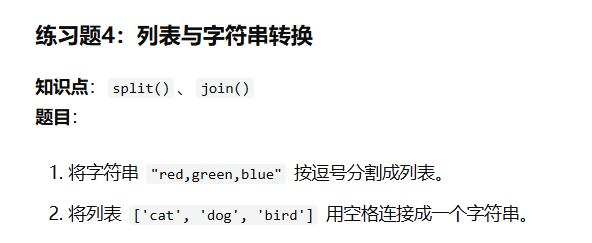 练习题4：列表与字符串转换
知识点：split()、join()
题目：
1. 将字符串 "red,green,blue" 按逗号分割成列表。
2. 将列表 ['cat', 'dog', 'bird'] 用空格连接成一个字符串。